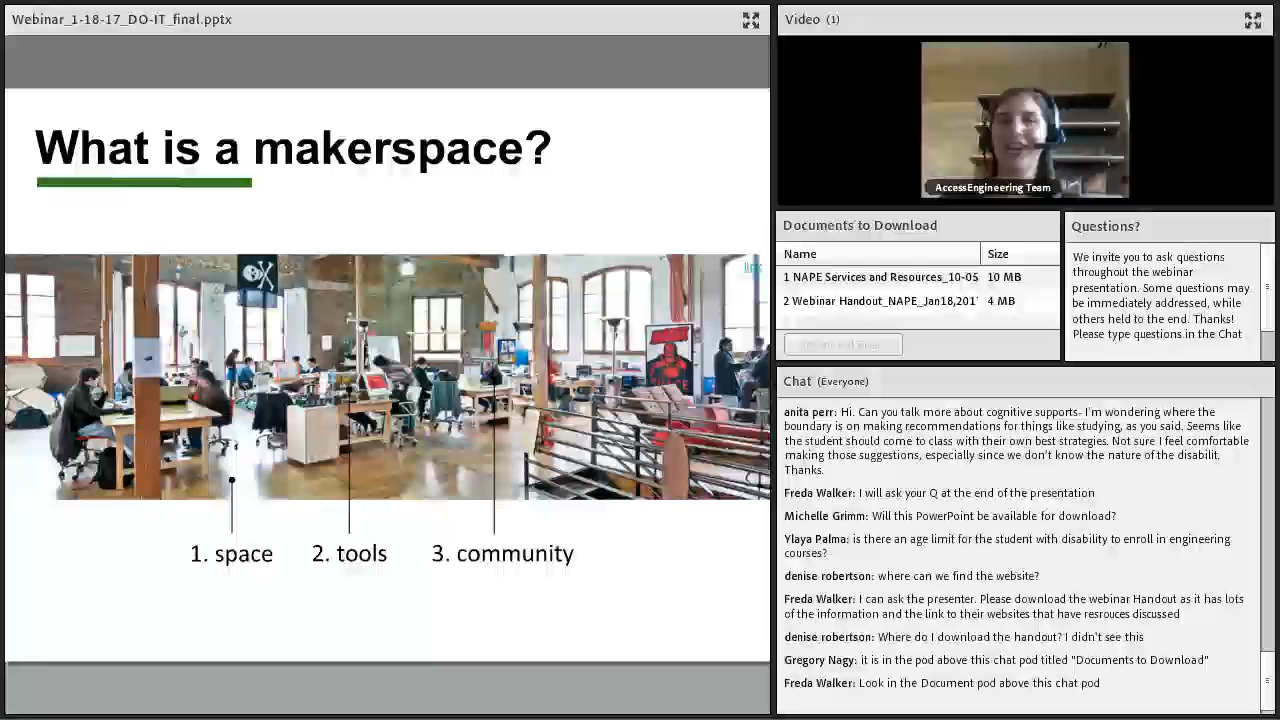 Webinar_1-18-17_DO-IT_final.pptx
What is a makerspace?
1. space
2. tools
3. community
Video (1)
AccessEngineering Team
Documents to Download
Name
Size
1 NAPE Services and Resources_10-05
10 MB
2 Webinar Handout_NAPE_Jan18,201
4 MB
Questions?
We invite you to ask questions
throughout the webinar
presentation. Some questions may
be immediately addressed, while
others held to the end. Thanks!
Please type questions in the Chat
Chat (Everyone)
anita perr: Hi. Can you talk more about cognitive supports- I'm wondering where the
boundary is on making recommendations for things like studying, as you said. Seems like
the student should come to class with their own best strategies. Not sure I feel comfortable
making those suggestions, especially since we don't know the nature of the disabilit.
Thanks.
Freda Walker: I will ask your Q at the end of the presentation
Michelle Grimm: Will this PowerPoint be available for download?
Ylaya Palma: is there an age limit for the student with disability to enroll in engineering
courses?
denise robertson: where can we find the website?
Freda Walker: I can ask the presenter. Please download the webinar Handout as it has lots
of the information and the link to their websites that have resrouces discussed
denise robertson: Where do I download the handout? I didn't see this
Gregory Nagy: it is in the pod above this chat pod titled "Documents to Download"
Freda Walker: Look in the Document pod above this chat pod